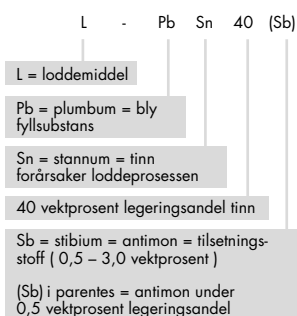 L - Pb Sn 40 (Sb)
L = loddemiddel
Pb = plumbum = bly
fyllsubstans
Sn = stannum = tinn
forårsaker loddeprosessen
40 vektprosent legeringsandel tinn
Sb = stibium = antimon = tilsetnings-
stoff ( 0,5 – 3,0 vektprosent )
(Sb) i parentes = antimon under
0,5 vektprosent legeringsandel